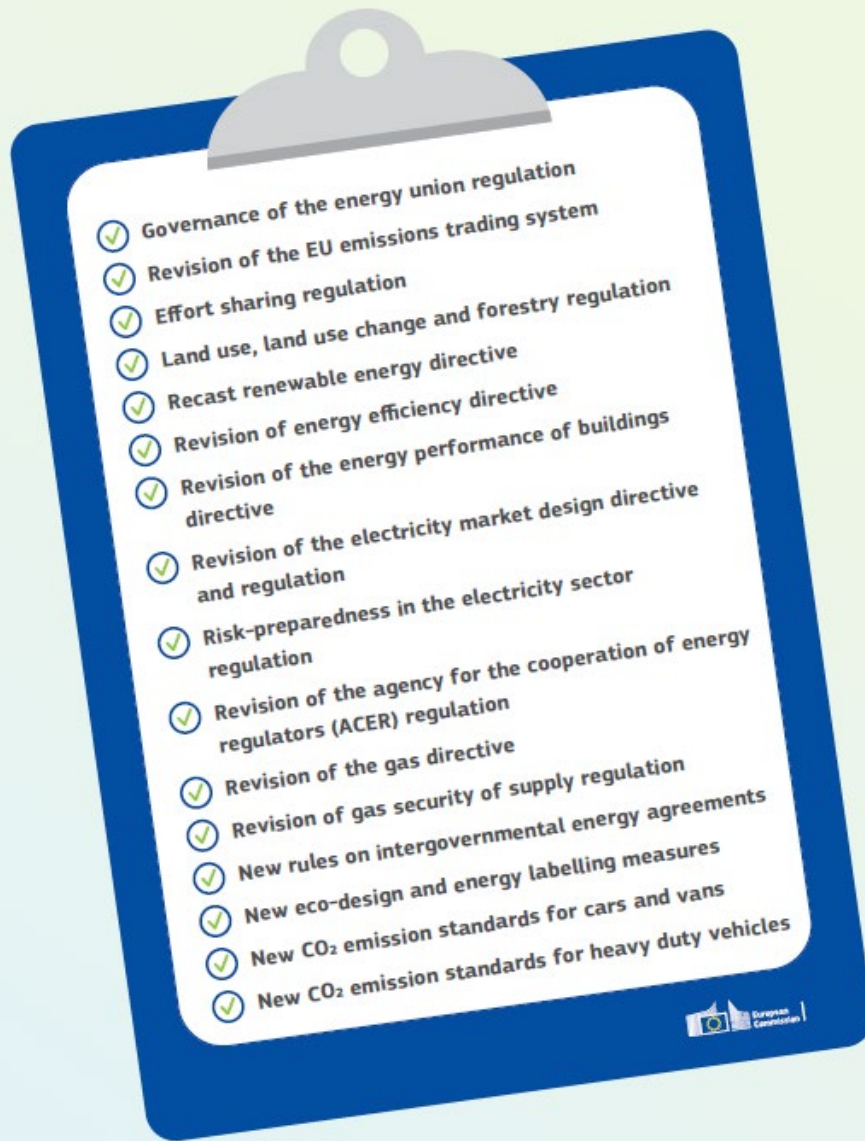 Governance of the energy union regulation
Revision of the EU emissions trading system
Effort sharing regulation
Land use, land use change and forestry regulation
Recast renewable energy directive
Revision of energy efficiency directive
Revision of the energy performance of buildings
directive
Revision of the electricity market design directive
and regulation
Risk-preparedness in the electricity sector
regulation
Revision of the agency for the cooperation of energy
regulators (ACER) regulation
Revision of the gas directive
Revision of gas security of supply regulation
New rules on intergovernmental energy agreements
New eco-design and energy labelling measures
New CO₂ emission standards for cars and vans
New CO₂ emission standards for heavy duty vehicles
European
Commission